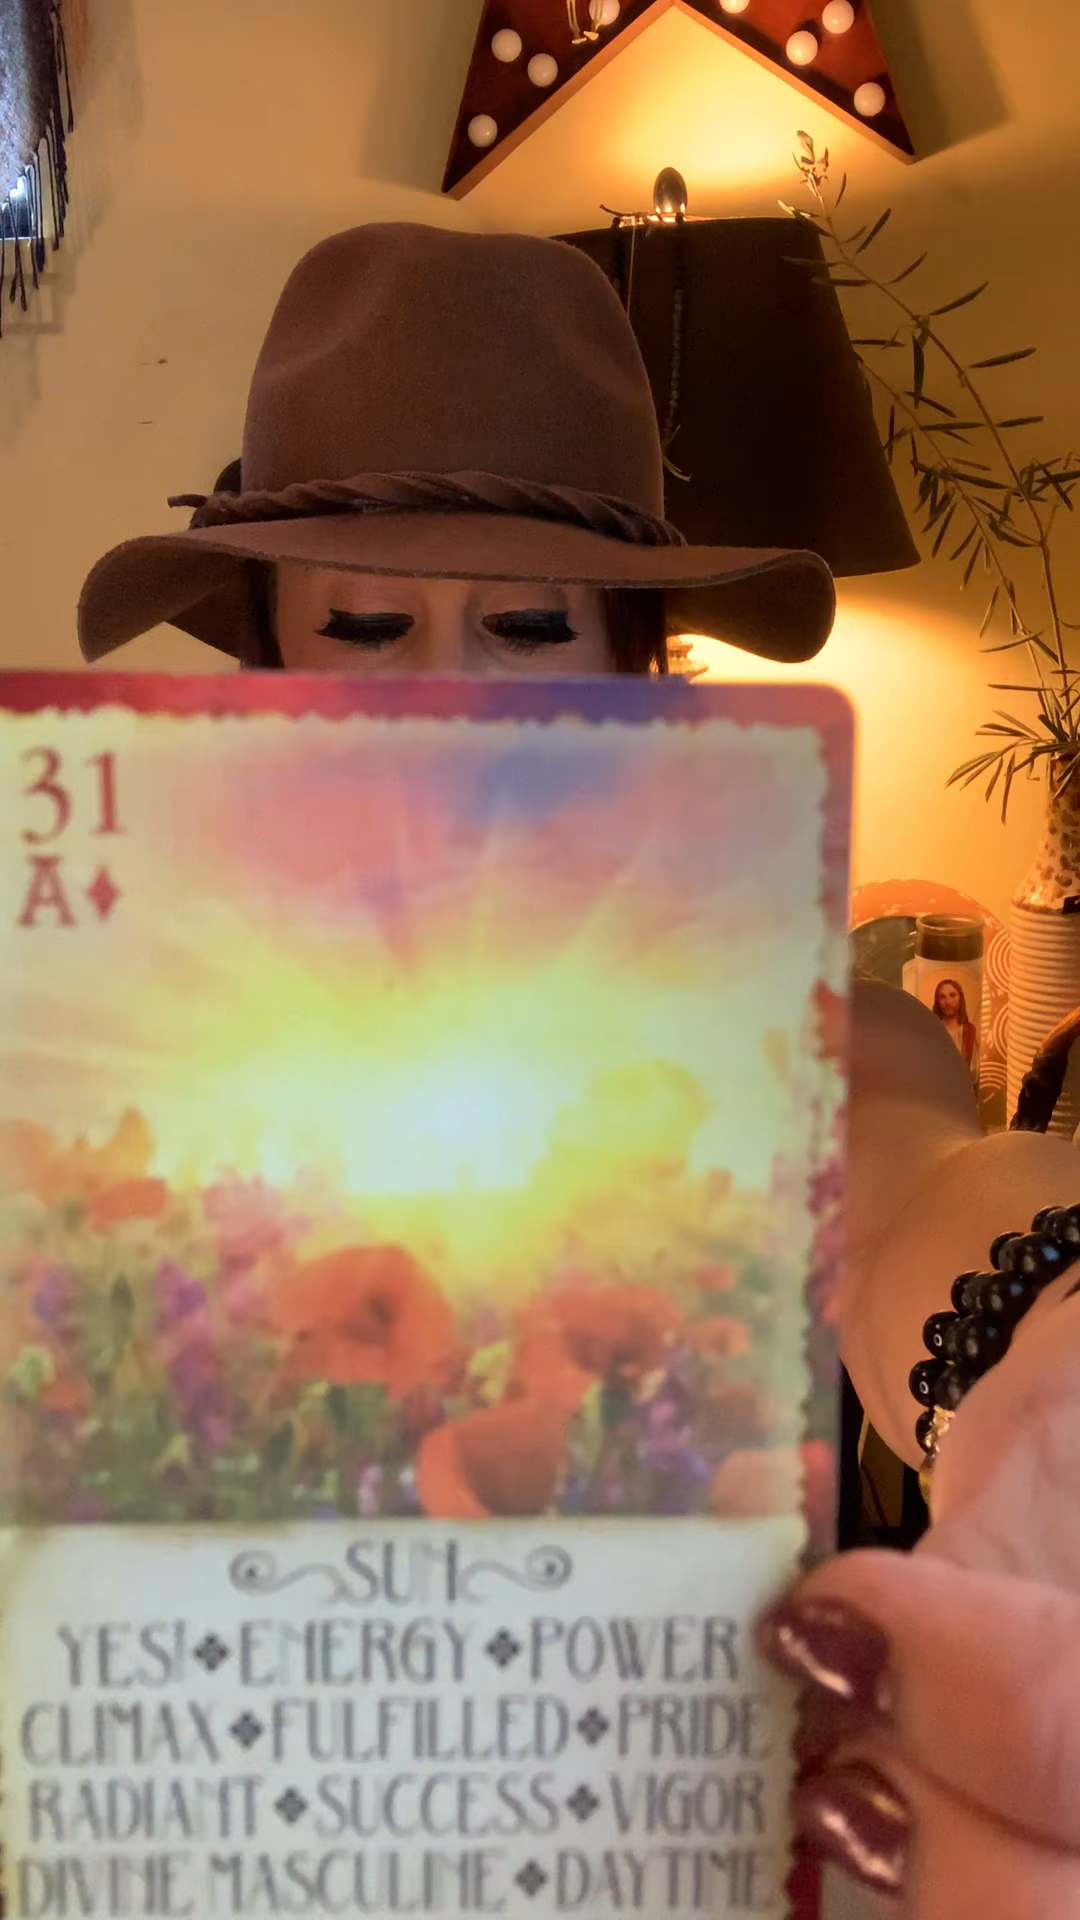 31
A♦
SUN
YES!❖ENERGY❖POWER
CLIMAX❖FULFILLED❖PRIDE
RADIANT❖SUCCESS❖VIGOR
DIVINE MASCULINE❖DAYTIME